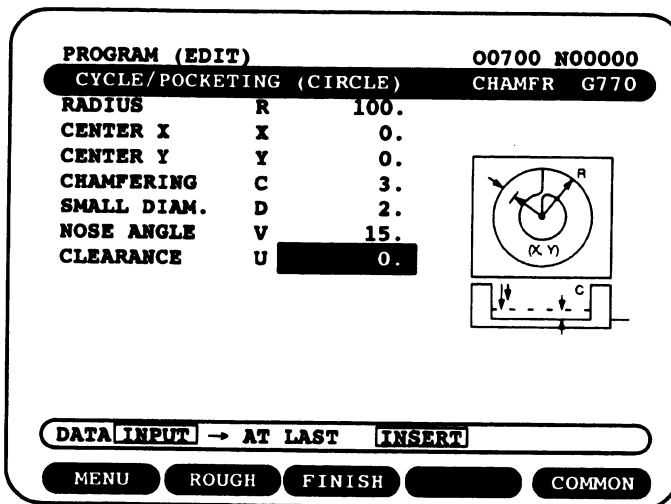 PROGRAM (EDIT) O0700 N00000
CYCLE/POCKETING (CIRCLE) CHAMFR G770
RADIUS R 100.
CENTER X X 0.
CENTER Y Y 0.
CHAMFERING C 3.
SMALL DIAM. D 2.
NOSE ANGLE V 15.
CLEARANCE U 0.
R
(X, Y)
C
DATA INPUT → AT LAST INSERT
MENU ROUGH FINISH COMMON